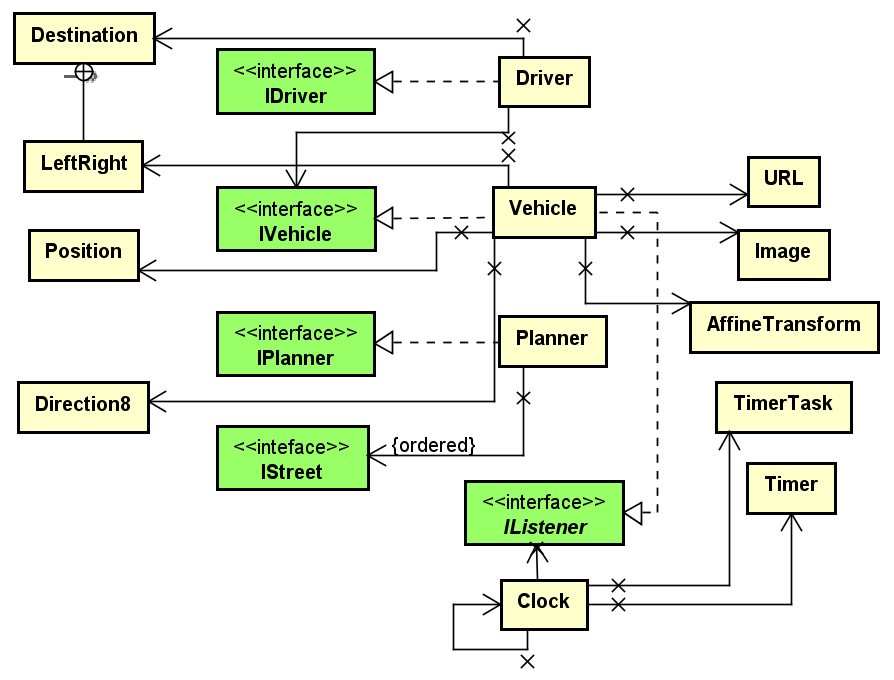 Destination
<<interface>>
IDriver
Driver
LeftRight
<<interface>>
IVehicle
Vehicle
URL
Position
Image
<<interface>>
IPlanner
Planner
AffineTransform
Direction8
TimerTask
<<inteface>>
IStreet
{ordered}
<<interface>>
IListener
Timer
Clock